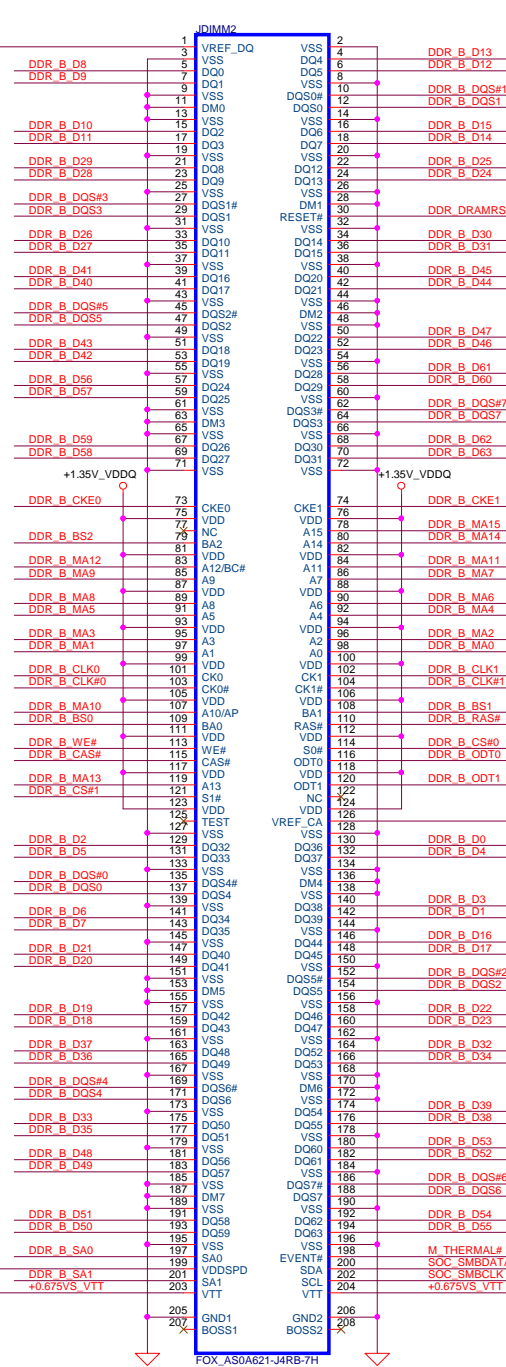 JDIMM2
1 VREF_DQ VSS 2
3 VSS DQ4 4 DDR_B_D13
DDR_B_D8 5 DQ0 DQ5 6 DDR_B_D12
DDR_B_D9 7 DQ1 VSS 8
9 VSS DQS0# 10 DDR_B_DQS#1
11 DM0 DQS0 12 DDR_B_DQS1
13 VSS VSS 14
DDR_B_D10 15 DQ2 DQ6 16 DDR_B_D15
DDR_B_D11 17 DQ3 DQ7 18 DDR_B_D14
19 VSS VSS 20
DDR_B_D29 21 DQ8 DQ12 22 DDR_B_D25
DDR_B_D28 23 DQ9 DQ13 24 DDR_B_D24
25 VSS VSS 26
DDR_B_DQS#3 27 DQS1# DM1 28
DDR_B_DQS3 29 DQS1 RESET# 30 DDR_DRAMRS
31 VSS VSS 32
DDR_B_D26 33 DQ10 DQ14 34 DDR_B_D30
DDR_B_D27 35 DQ11 DQ15 36 DDR_B_D31
37 VSS VSS 38
DDR_B_D41 39 DQ16 DQ20 40 DDR_B_D45
DDR_B_D40 41 DQ17 DQ21 42 DDR_B_D44
43 VSS VSS 44
DDR_B_DQS#5 45 DQS2# DM2 46
DDR_B_DQS5 47 DQS2 VSS 48
49 VSS DQ22 50 DDR_B_D47
DDR_B_D43 51 DQ18 DQ23 52 DDR_B_D46
DDR_B_D42 53 DQ19 VSS 54
55 VSS DQ28 56 DDR_B_D61
DDR_B_D56 57 DQ24 DQ29 58 DDR_B_D60
DDR_B_D57 59 DQ25 VSS 60
61 VSS DQS3# 62 DDR_B_DQS#7
63 DM3 DQS3 64 DDR_B_DQS7
65 VSS VSS 66
DDR_B_D59 67 DQ26 DQ30 68 DDR_B_D62
DDR_B_D58 69 DQ27 DQ31 70 DDR_B_D63
71 VSS VSS 72
+1.35V_VDDQ +1.35V_VDDQ
DDR_B_CKE0 73 CKE0 CKE1 74 DDR_B_CKE1
75 VDD VDD 76
77 NC A15 78 DDR_B_MA15
DDR_B_BS2 79 BA2 A14 80 DDR_B_MA14
81 VDD VDD 82
DDR_B_MA12 83 A12/BC# A11 84 DDR_B_MA11
DDR_B_MA9 85 A9 A7 86 DDR_B_MA7
87 VDD VDD 88
DDR_B_MA8 89 A8 A6 90 DDR_B_MA6
DDR_B_MA5 91 A5 A4 92 DDR_B_MA4
93 VDD VDD 94
DDR_B_MA3 95 A3 A2 96 DDR_B_MA2
DDR_B_MA1 97 A1 A0 98 DDR_B_MA0
99 VDD VDD 100
DDR_B_CLK0 101 CK0 CK1 102 DDR_B_CLK1
DDR_B_CLK#0 103 CK0# CK1# 104 DDR_B_CLK#1
105 VDD VDD 106
DDR_B_MA10 107 A10/AP BA1 108 DDR_B_BS1
DDR_B_BS0 109 BA0 RAS# 110 DDR_B_RAS#
111 VDD VDD 112
DDR_B_WE# 113 WE# S0# 114 DDR_B_CS#0
DDR_B_CAS# 115 CAS# ODT0 116 DDR_B_ODT0
117 VDD VDD 118
DDR_B_MA13 119 A13 ODT1 120 DDR_B_ODT1
DDR_B_CS#1 121 S1# NC 122
123 VDD VDD 124
125 TEST VREF_CA 126
127 VSS VSS 128
DDR_B_D2 129 DQ32 DQ36 130 DDR_B_D0
DDR_B_D5 131 DQ33 DQ37 132 DDR_B_D4
133 VSS VSS 134
DDR_B_DQS#0 135 DQS4# DM4 136
DDR_B_DQS0 137 DQS4 VSS 138
139 VSS DQ38 140 DDR_B_D3
DDR_B_D6 141 DQ34 DQ39 142 DDR_B_D1
DDR_B_D7 143 DQ35 VSS 144
145 VSS DQ44 146 DDR_B_D16
DDR_B_D21 147 DQ40 DQ45 148 DDR_B_D17
DDR_B_D20 149 DQ41 VSS 150
151 VSS DQS5# 152 DDR_B_DQS#2
153 DM5 DQS5 154 DDR_B_DQS2
155 VSS VSS 156
DDR_B_D19 157 DQ42 DQ46 158 DDR_B_D22
DDR_B_D18 159 DQ43 DQ47 160 DDR_B_D23
161 VSS VSS 162
DDR_B_D37 163 DQ48 DQ52 164 DDR_B_D32
DDR_B_D36 165 DQ49 DQ53 166 DDR_B_D34
167 VSS VSS 168
DDR_B_DQS#4 169 DQS6# DM6 170
DDR_B_DQS4 171 DQS6 VSS 172
173 VSS DQ54 174 DDR_B_D39
DDR_B_D33 175 DQ50 DQ55 176 DDR_B_D38
DDR_B_D35 177 DQ51 VSS 178
179 VSS DQ60 180 DDR_B_D53
DDR_B_D48 181 DQ56 DQ61 182 DDR_B_D52
DDR_B_D49 183 DQ57 VSS 184
185 VSS DQS7# 186 DDR_B_DQS#6
187 DM7 DQS7 188 DDR_B_DQS6
189 VSS VSS 190
DDR_B_D51 191 DQ58 DQ62 192 DDR_B_D54
DDR_B_D50 193 DQ59 DQ63 194 DDR_B_D55
195 VSS VSS 196
DDR_B_SA0 197 SA0 EVENT# 198 M_THERMAL#
199 VDDSPD SDA 200 SOC_SMBDATA
DDR_B_SA1 201 SA1 SCL 202 SOC_SMBCLK
+0.675VS_VTT 203 VTT VTT 204 +0.675VS_VTT
205 GND1 GND2 206
207 BOSS1 BOSS2 208
FOX_AS0A621-J4RB-7H